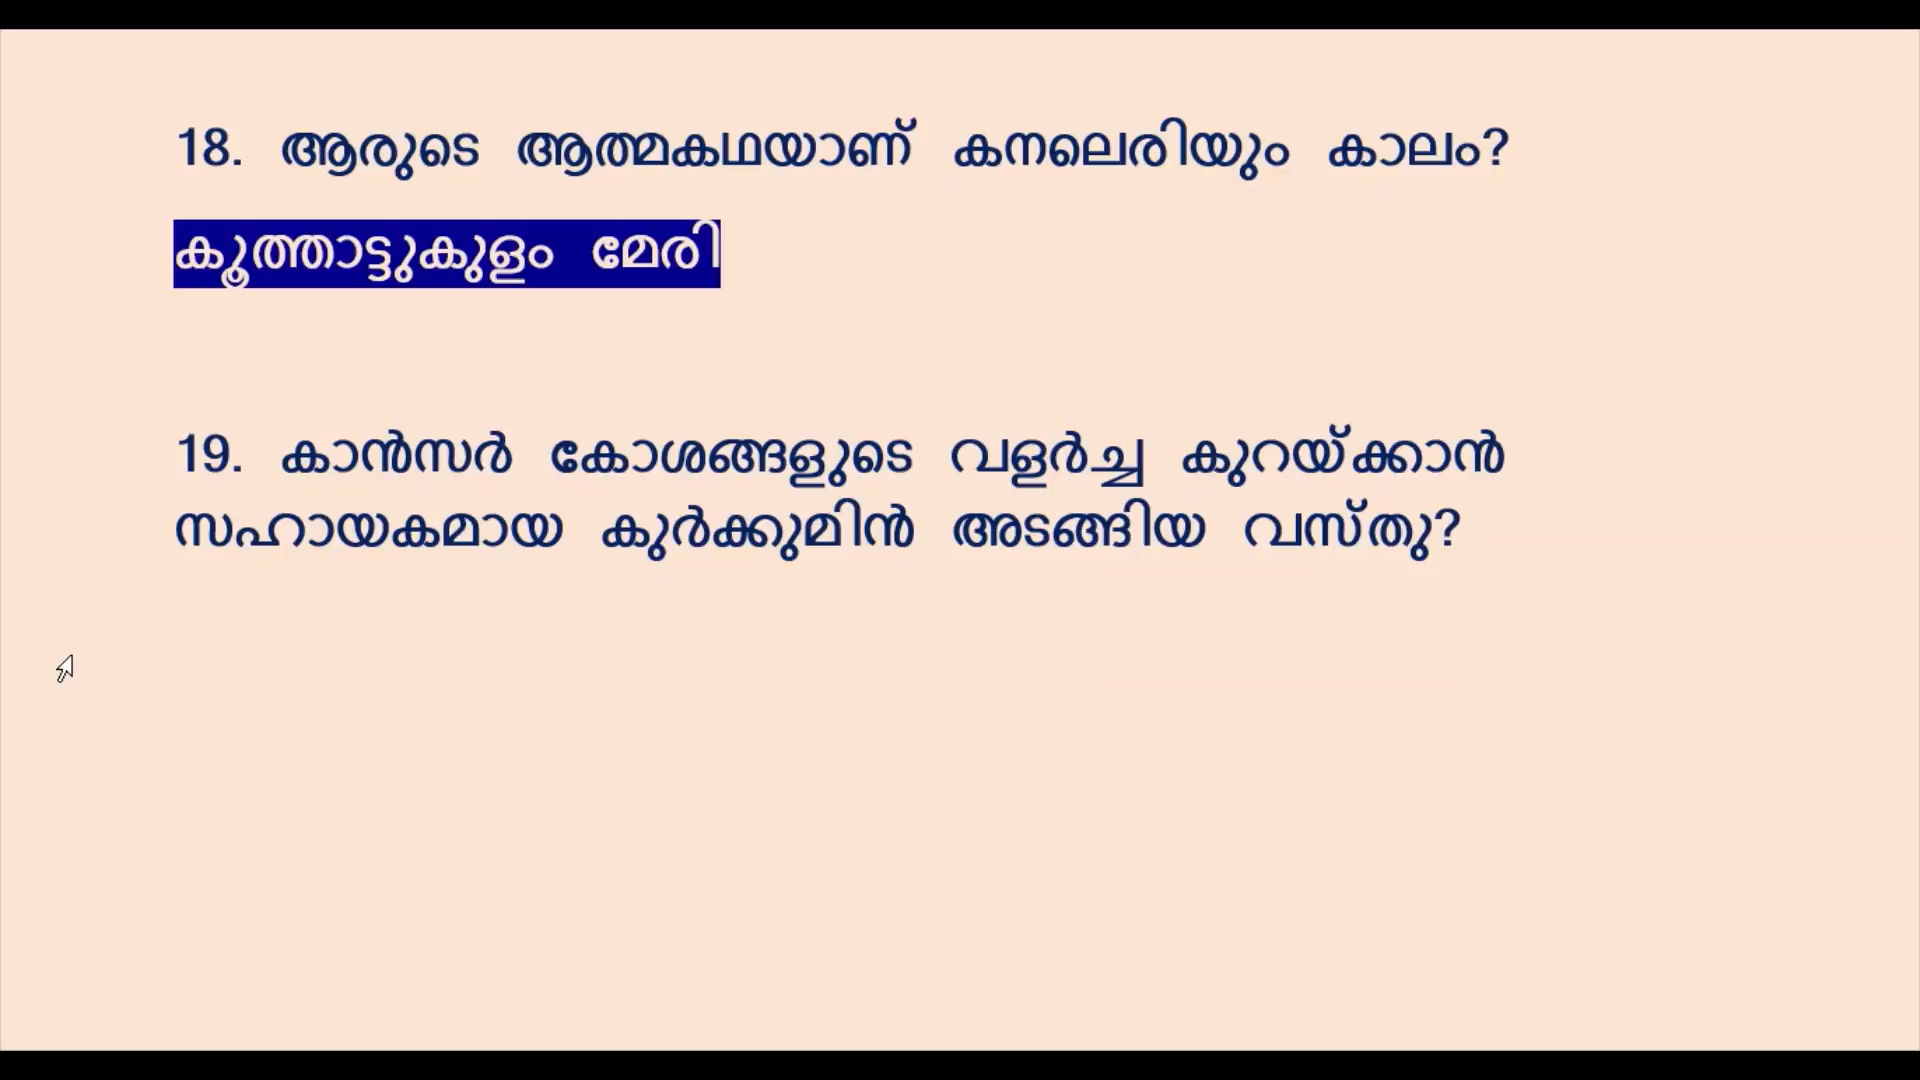 18. ആരുടെ ആത്മകഥയാണ് കനലെരിയും കാലം?
കൂത്താട്ടുകുളം മേരി
19. കാൻസർ കോശങ്ങളുടെ വളർച്ച കുറയ്ക്കാൻ
സഹായകമായ കുർക്കുമിൻ അടങ്ങിയ വസ്തു?